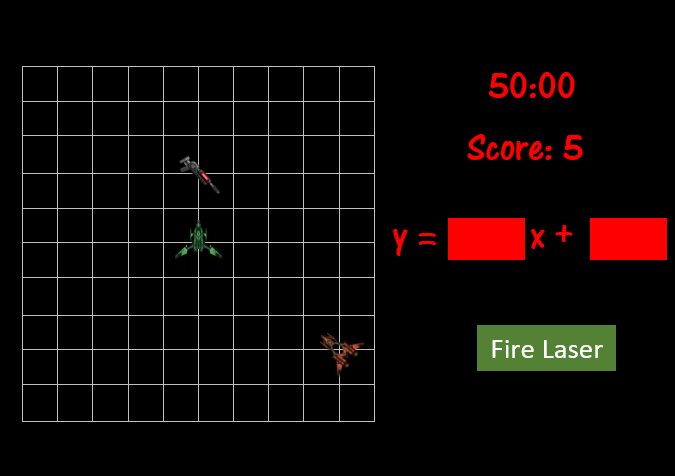 50:00
Score: 5
y = x +
Fire Laser